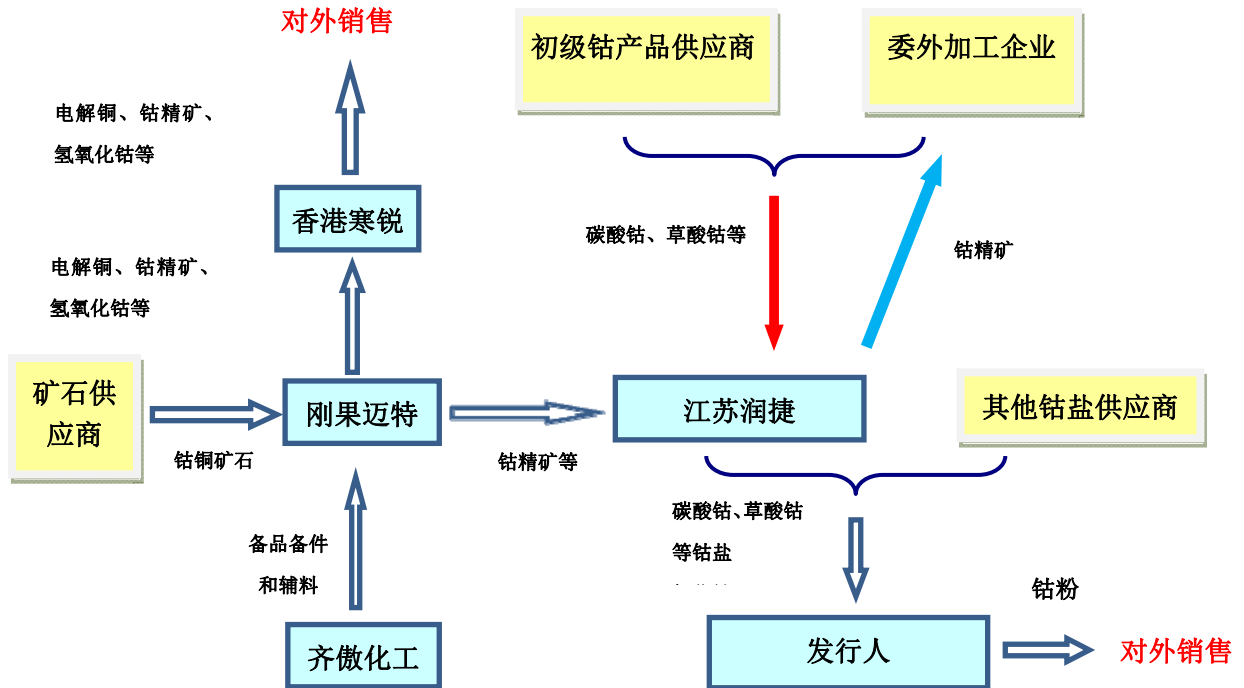 对外销售
初级钴产品供应商
委外加工企业
电解铜、钴精矿、
氢氧化钴等
香港寒锐
碳酸钴、草酸钴等
钴精矿
电解铜、钴精矿、
氢氧化钴等
矿石供
应商
刚果迈特
江苏润捷
其他钴盐供应商
钴铜矿石
钴精矿等
备品备件
和辅料
碳酸钴、草酸钴
等钴盐
钴粉
齐傲化工
发行人
对外销售